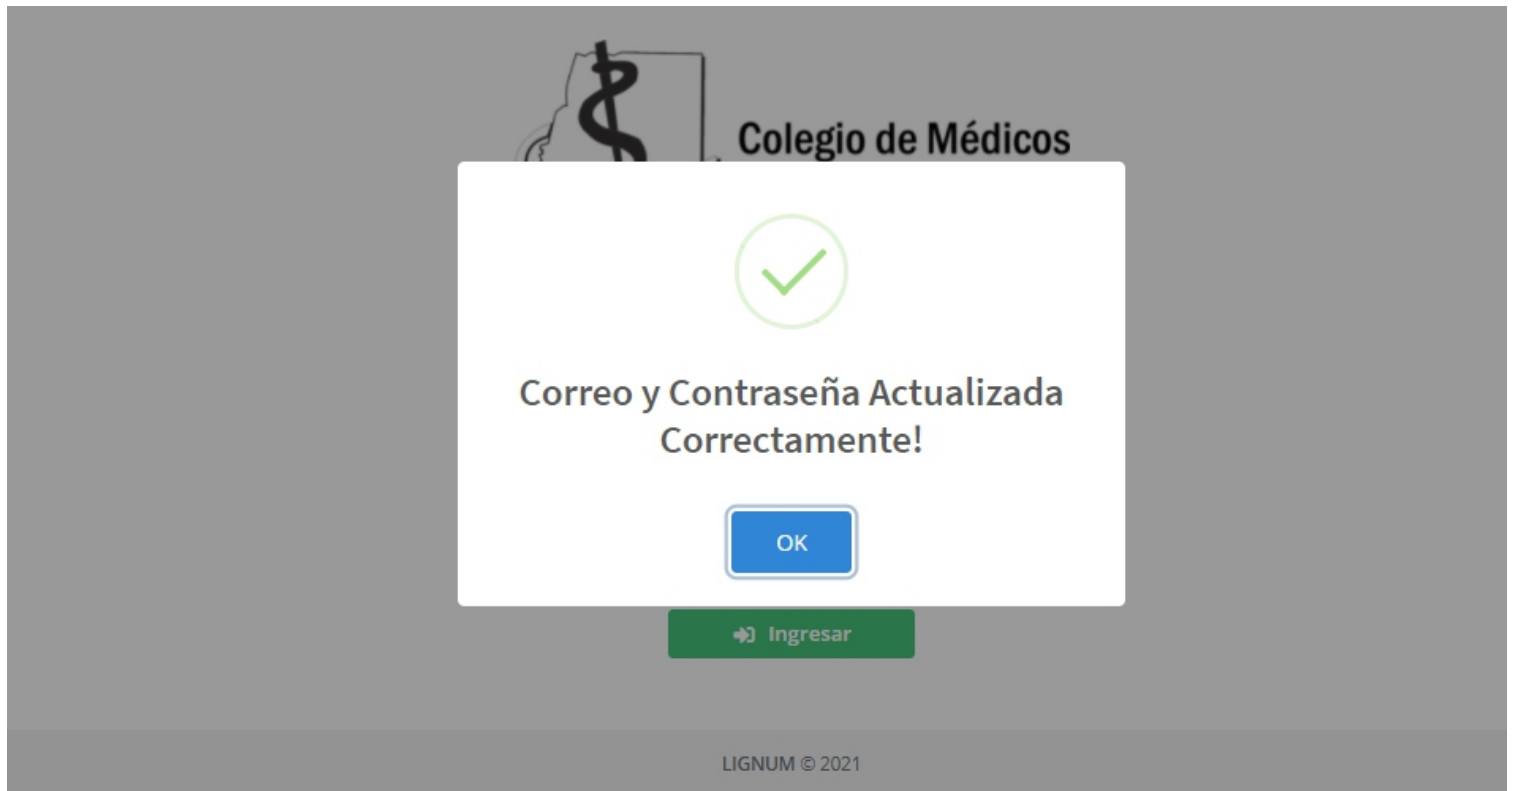 Colegio de Médicos
Correo y Contraseña Actualizada
Correctamente!
OK
Ingresar
LIGNUM © 2021